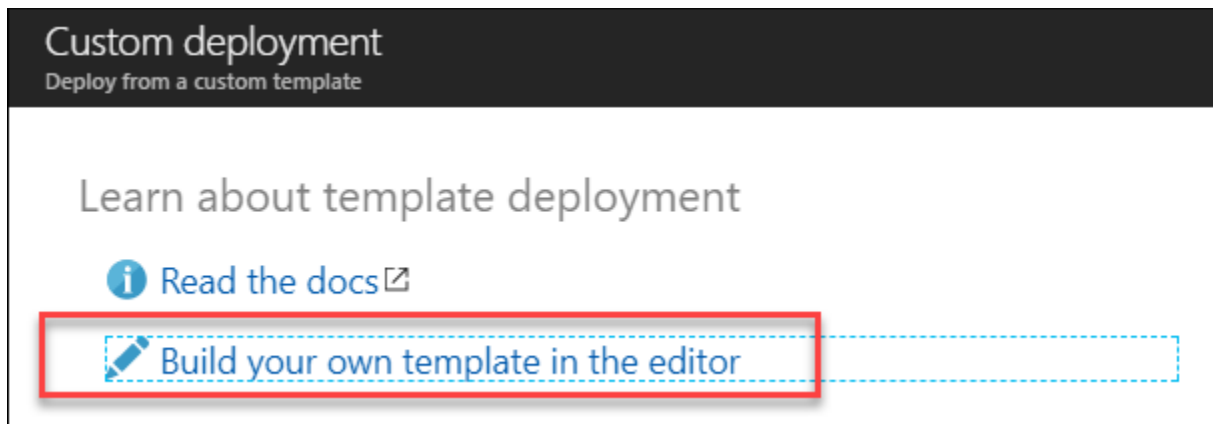 Custom deployment
Deploy from a custom template
Learn about template deployment
Read the docs
Build your own template in the editor